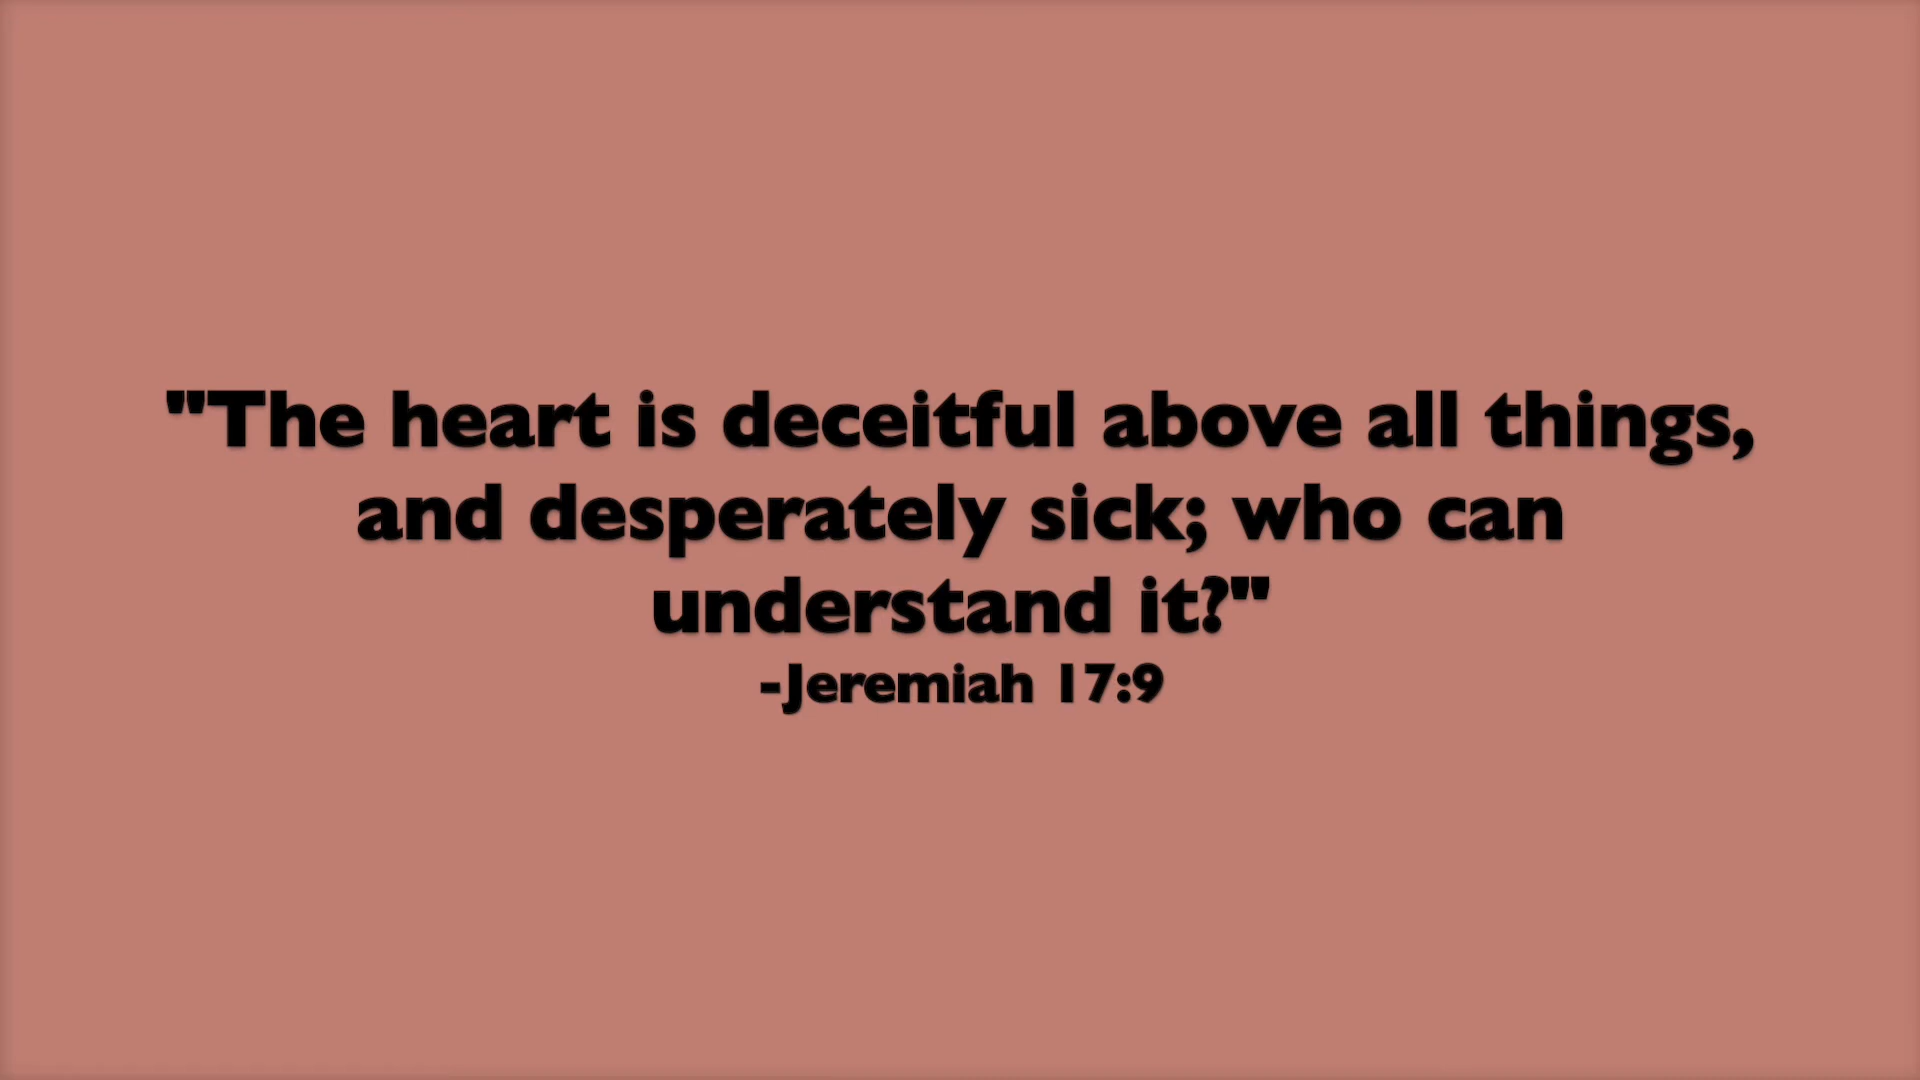 "The heart is deceitful above all things,
and desperately sick; who can
understand it?"
-Jeremiah 17:9